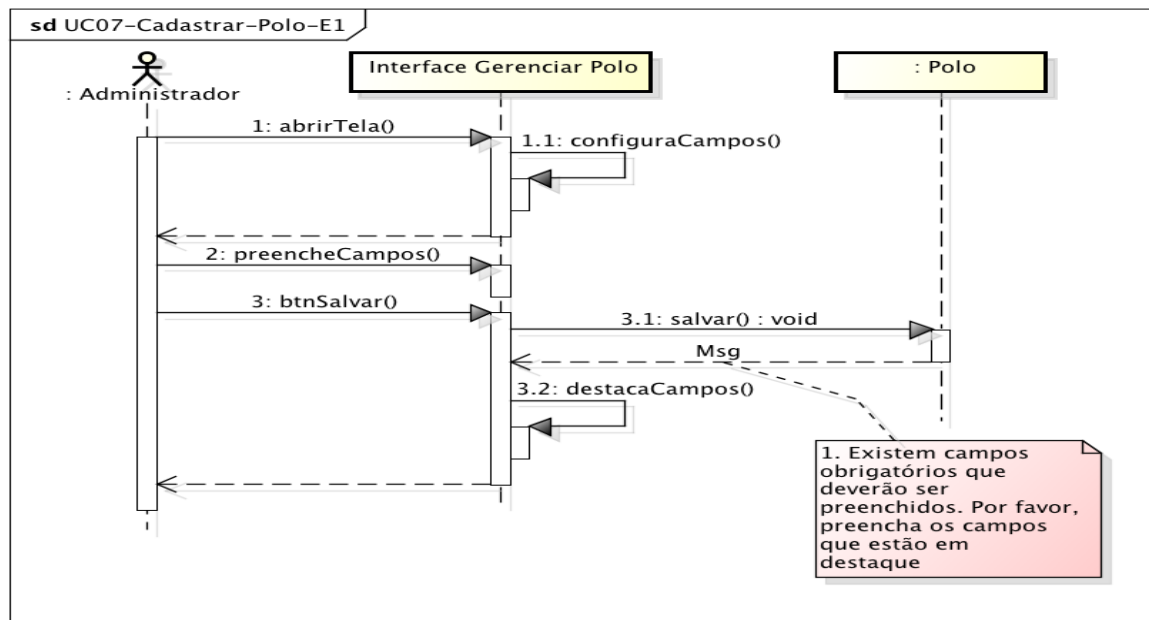 sd UC07-Cadastrar-Polo-E1
: Administrador
Interface Gerenciar Polo
: Polo
1: abrirTela()
1.1: configuraCampos()
2: preencheCampos()
3: btnSalvar()
3.1: salvar() : void
Msg
3.2: destacaCampos()
1. Existem campos
obrigatórios que
deverão ser
preenchidos. Por favor,
preencha os campos
que estão em
destaque